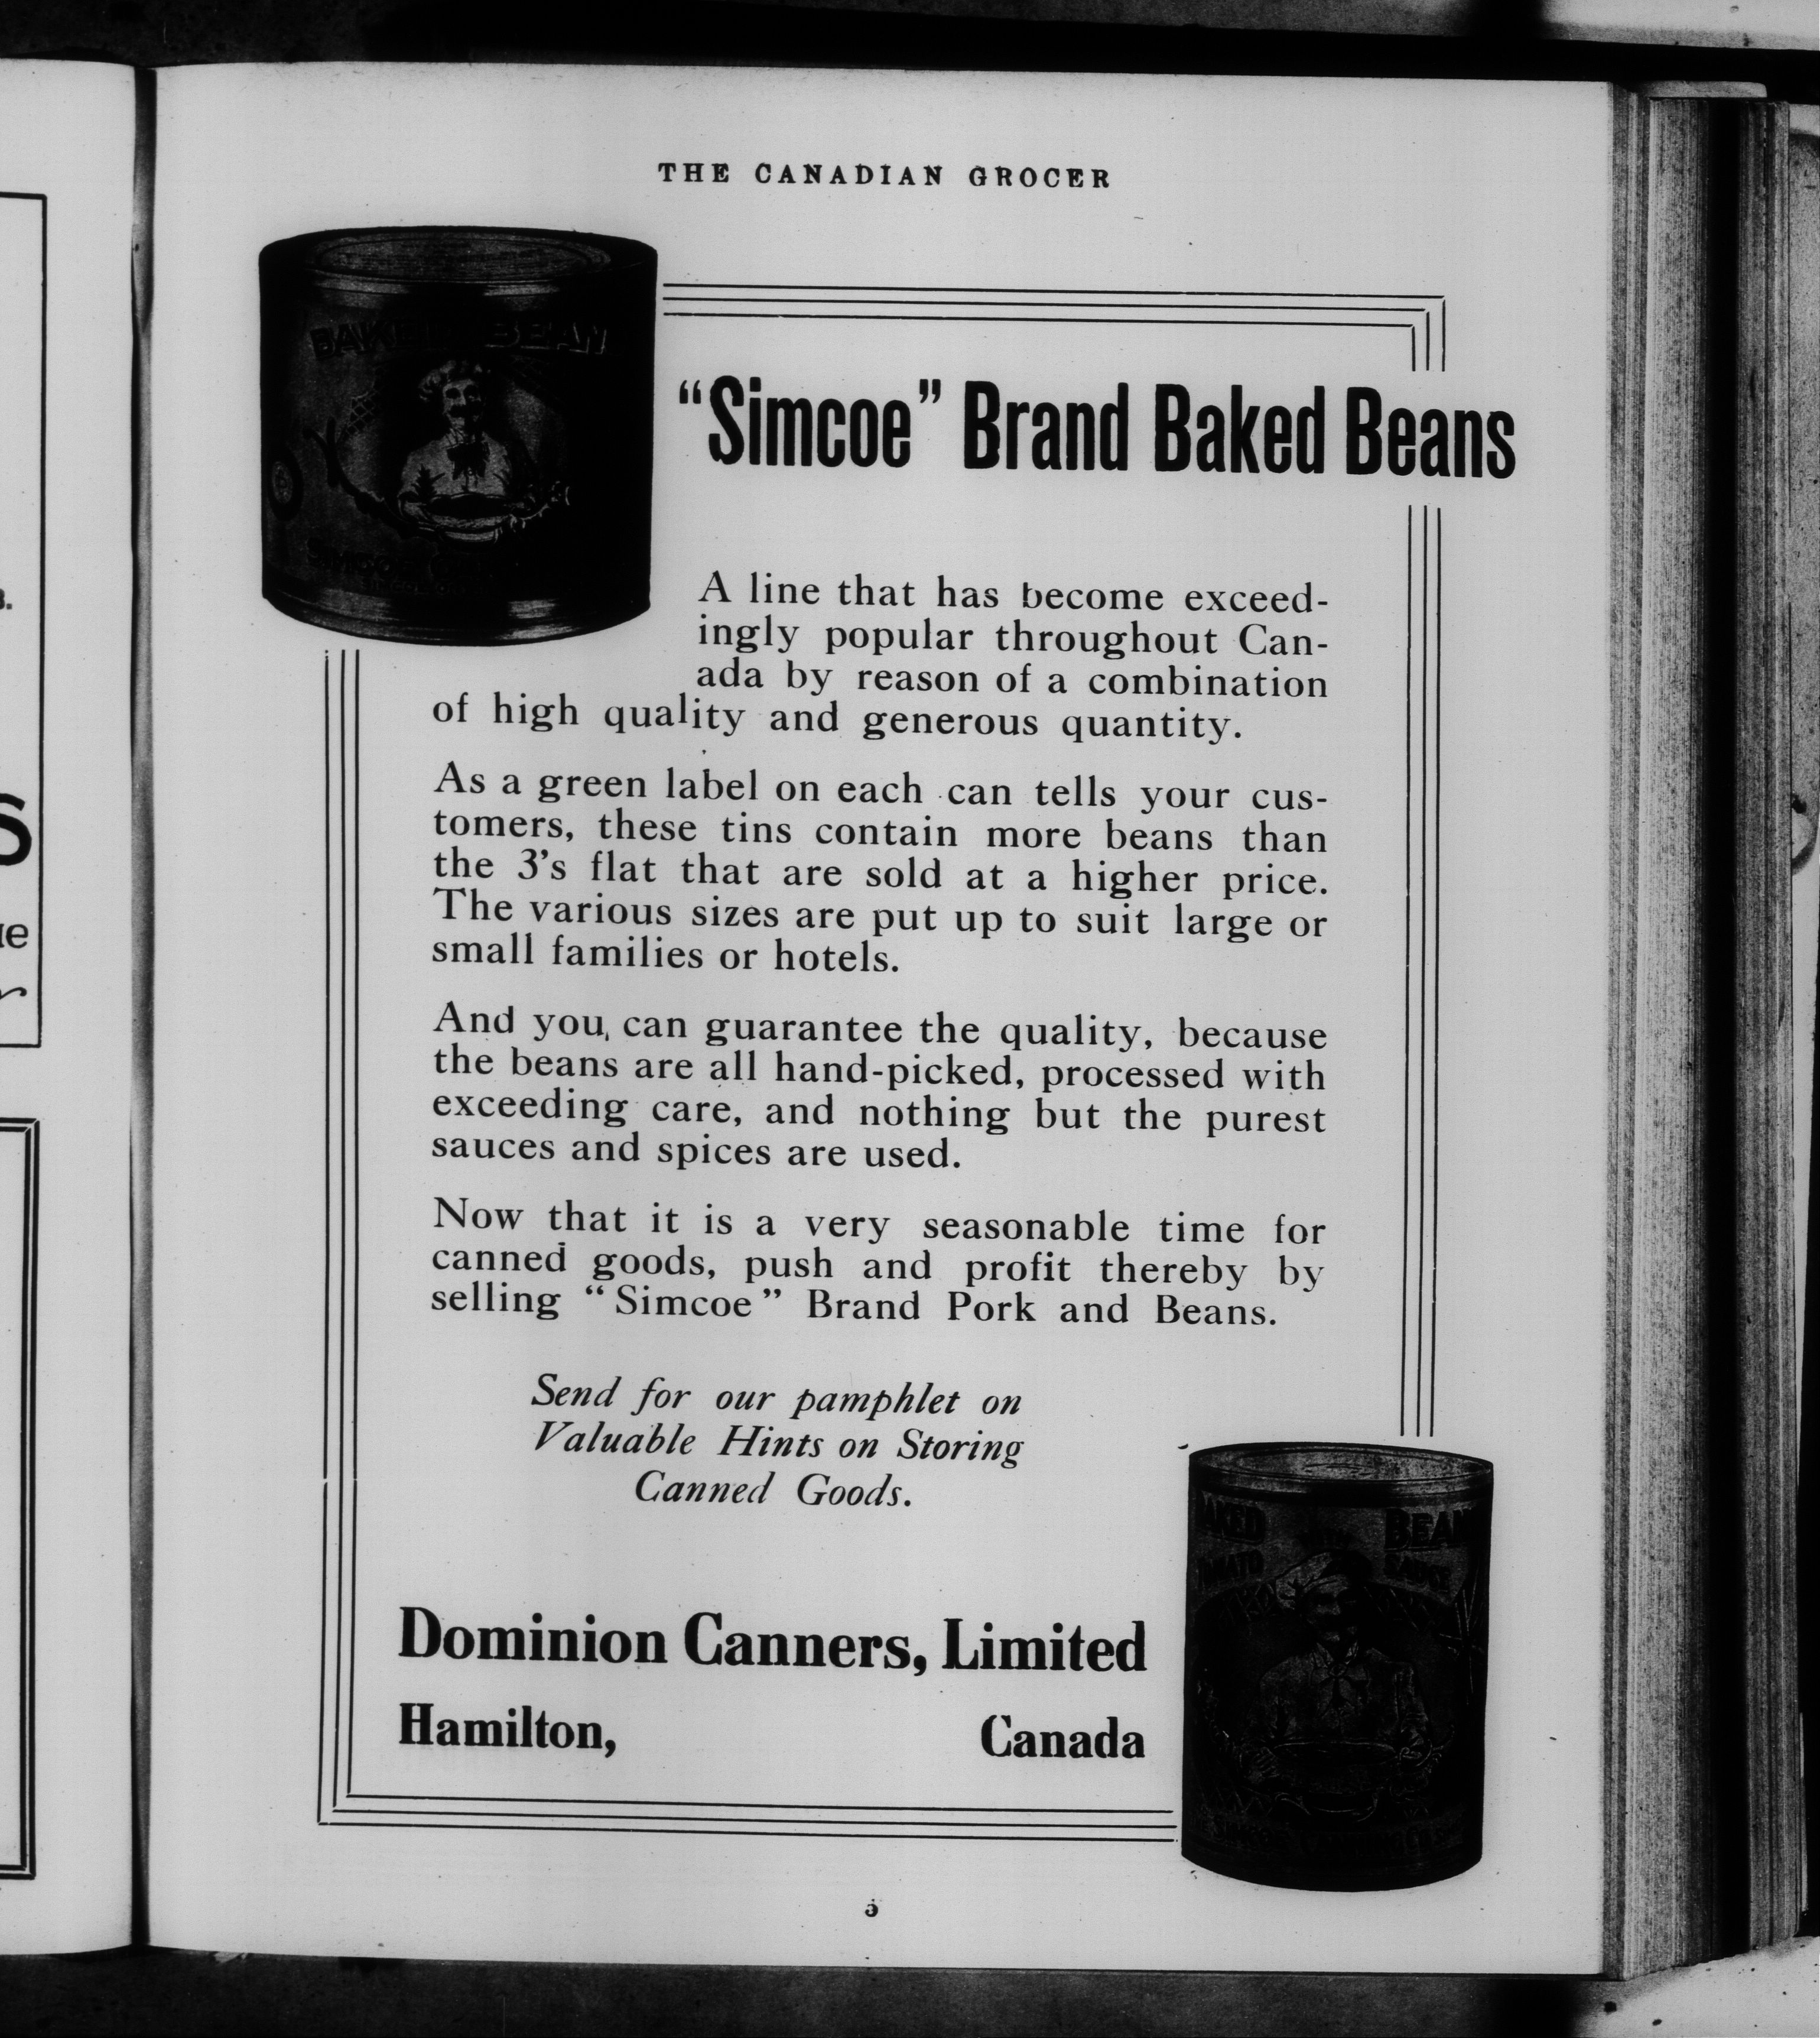 THE CANADIAN GROCER
BAKED BEAN
"Simcoe" Brand Baked Beans
A line that has become exceed-
ingly popular throughout Can-
ada by reason of a combination
of high quality and generous quantity.
As a green label on each can tells your cus-
tomers, these tins contain more beans than
the 3's flat that are sold at a higher price.
The various sizes are put up to suit large or
small families or hotels.
And you can guarantee the quality, because
the beans are all hand-picked, processed with
exceeding care, and nothing but the purest
sauces and spices are used.
Now that it is a very seasonable time for
canned goods, push and profit thereby by
selling "Simcoe" Brand Pork and Beans.
Send for our pamphlet on
Valuable Hints on Storing
Canned Goods.
AKED BEAN
Dominion Canners, Limited
Hamilton, Canada
5